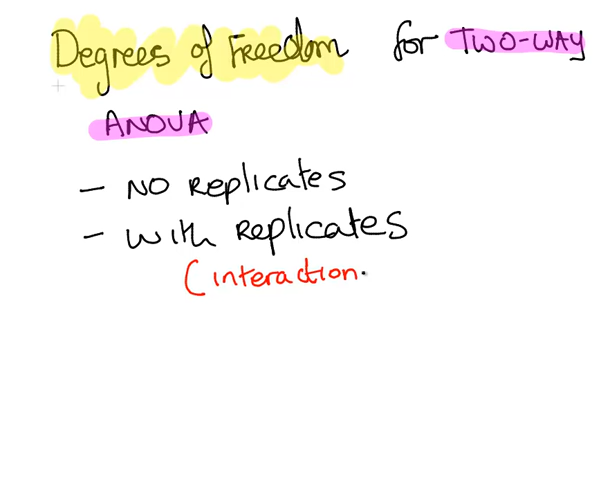 Degrees of Freedom for TWO-WAY
ANOVA
- NO Replicates
- with Replicates
(interaction.